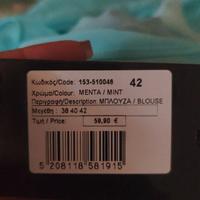 Κωδικός/Code: 153-510046 42
Χρώμα/Colour: MENTA / MINT
Περιγραφή/Description: ΜΠΛΟΥΖΑ / BLOUSE
Μεγέθη : 38 40 42
Τιμή / Price: 59,90 €
5 208118 581915